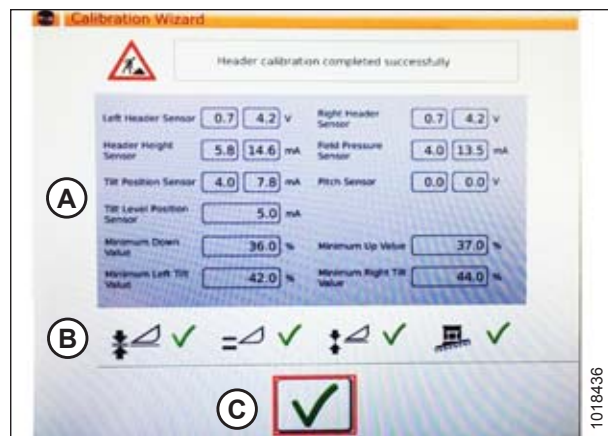 Calibration Wizard
Header calibration completed successfully
Left Header Sensor 0.7 4.2 V Right Header Sensor 0.7 4.2 V
Header Height Sensor 5.8 14.6 mA Field Pressure Sensor 4.0 13.5 mA
Tilt Position Sensor 4.0 7.8 mA Pitch Sensor 0.0 0.0 V
Tilt Level Position Sensor 5.0 mA
Minimum Down Value 36.0 % Minimum Up Value 37.0 %
Minimum Left Tilt Value 42.0 % Minimum Right Tilt Value 44.0 %
A
B
C
1018436